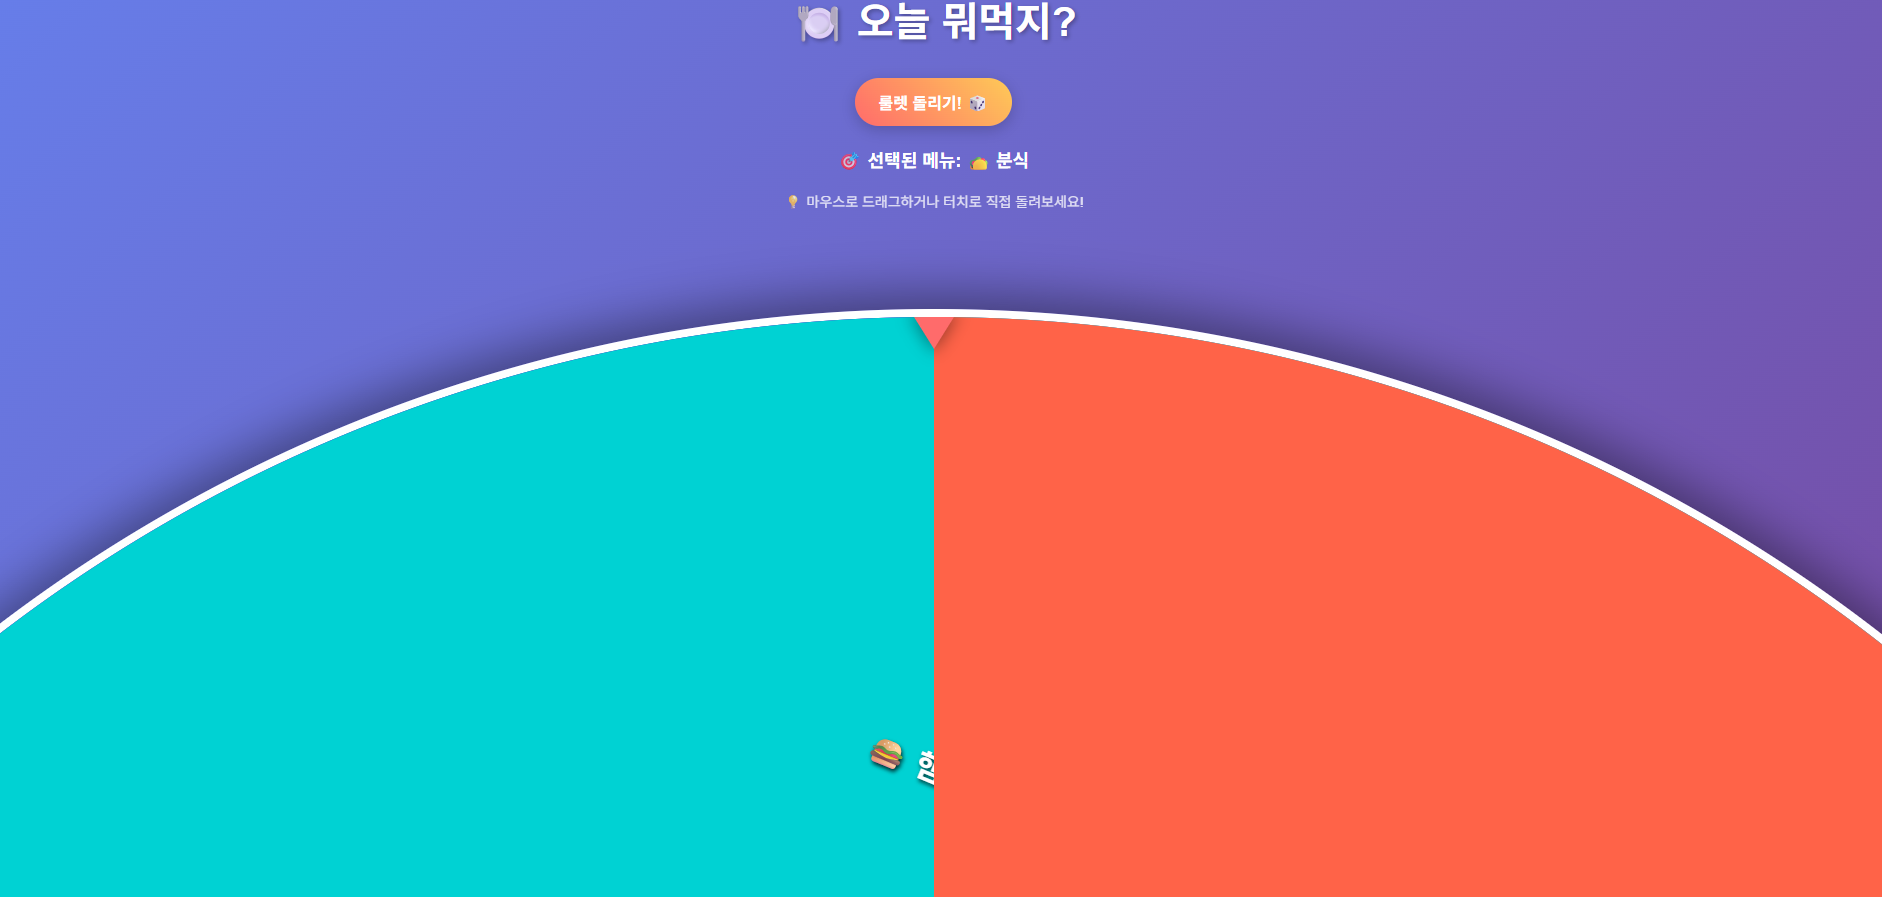 🍽️ 오늘 뭐먹지?
룰렛 돌리기! 🎲
🎯 선택된 메뉴: 🌮 분식
💡 마우스로 드래그하거나 터치로 직접 돌려보세요!